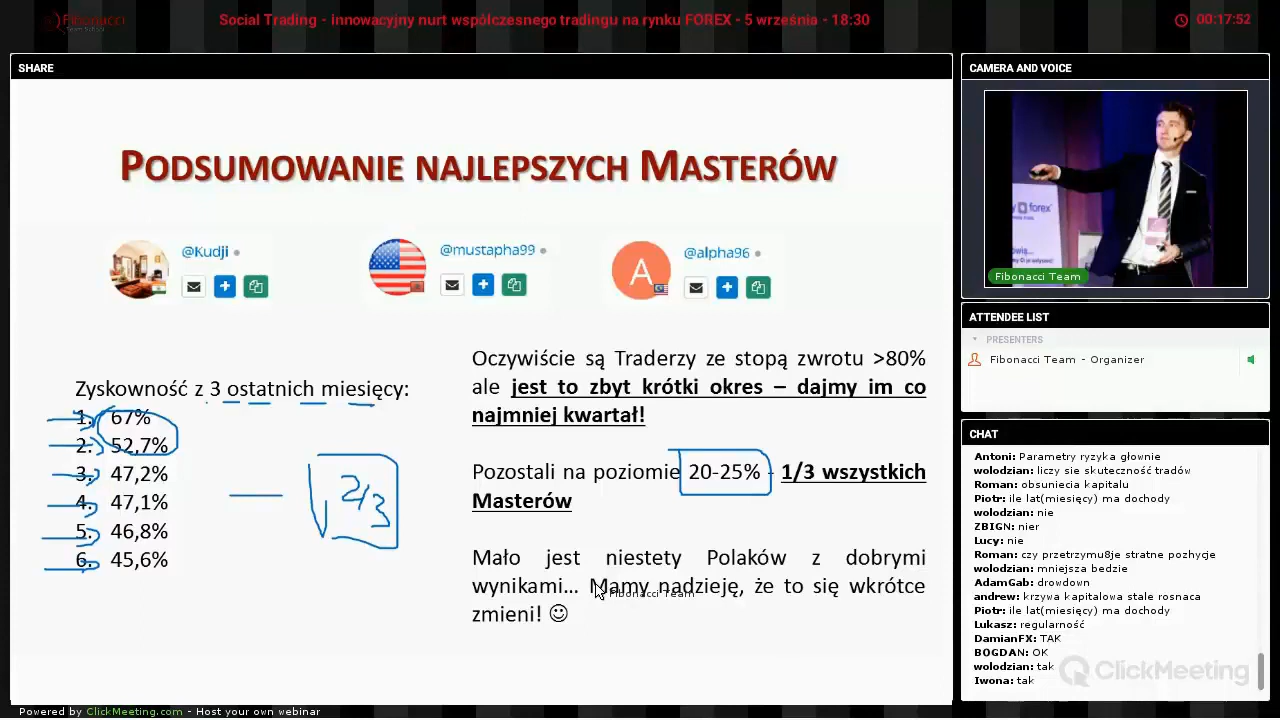 Fibonacci
Team School
Social Trading - innowacyjny nurt współczesnego tradingu na rynku FOREX - 5 września - 18:30
00:17:52
SHARE
PODSUMOWANIE NAJLEPSZYCH MASTERÓW
@Kudji
@mustapha99
A
@alpha96
Zyskowność z 3 ostatnich miesięcy:
1. 67%
2. 52,7%
3. 47,2%
4. 47,1%
5. 46,8%
6. 45,6%
2/3
Oczywiście są Traderzy ze stopą zwrotu >80%
ale jest to zbyt krótki okres – dajmy im co
najmniej kwartał!
Pozostali na poziomie 20-25% - 1/3 wszystkich
Masterów
Mało jest niestety Polaków z dobrymi
wynikami... Mamy nadzieję, że to się wkrótce
zmieni! ☺
Fibonacci Team
CAMERA AND VOICE
forex
Fibonacci Team
ATTENDEE LIST
PRESENTERS
Fibonacci Team - Organizer
CHAT
Antoni: Parametry ryzyka głownie
wolodzian: liczy sie skuteczność tradów
Roman: obsuniecia kapitalu
Piotr: ile lat(miesięcy) ma dochody
wolodzian: nie
ZBIGN: nier
Lucy: nie
Roman: czy przetrzymu8je stratne pozhycje
wolodzian: mniejsza bedzie
AdamGab: drowdown
andrew: krzywa kapitalowa stale rosnaca
Piotr: ile lat(miesięcy) ma dochody
Lukasz: regularność
DamianFX: TAK
BOGDAN: OK
wolodzian: tak
Iwona: tak
ClickMeeting
Powered by ClickMeeting.com - Host your own webinar